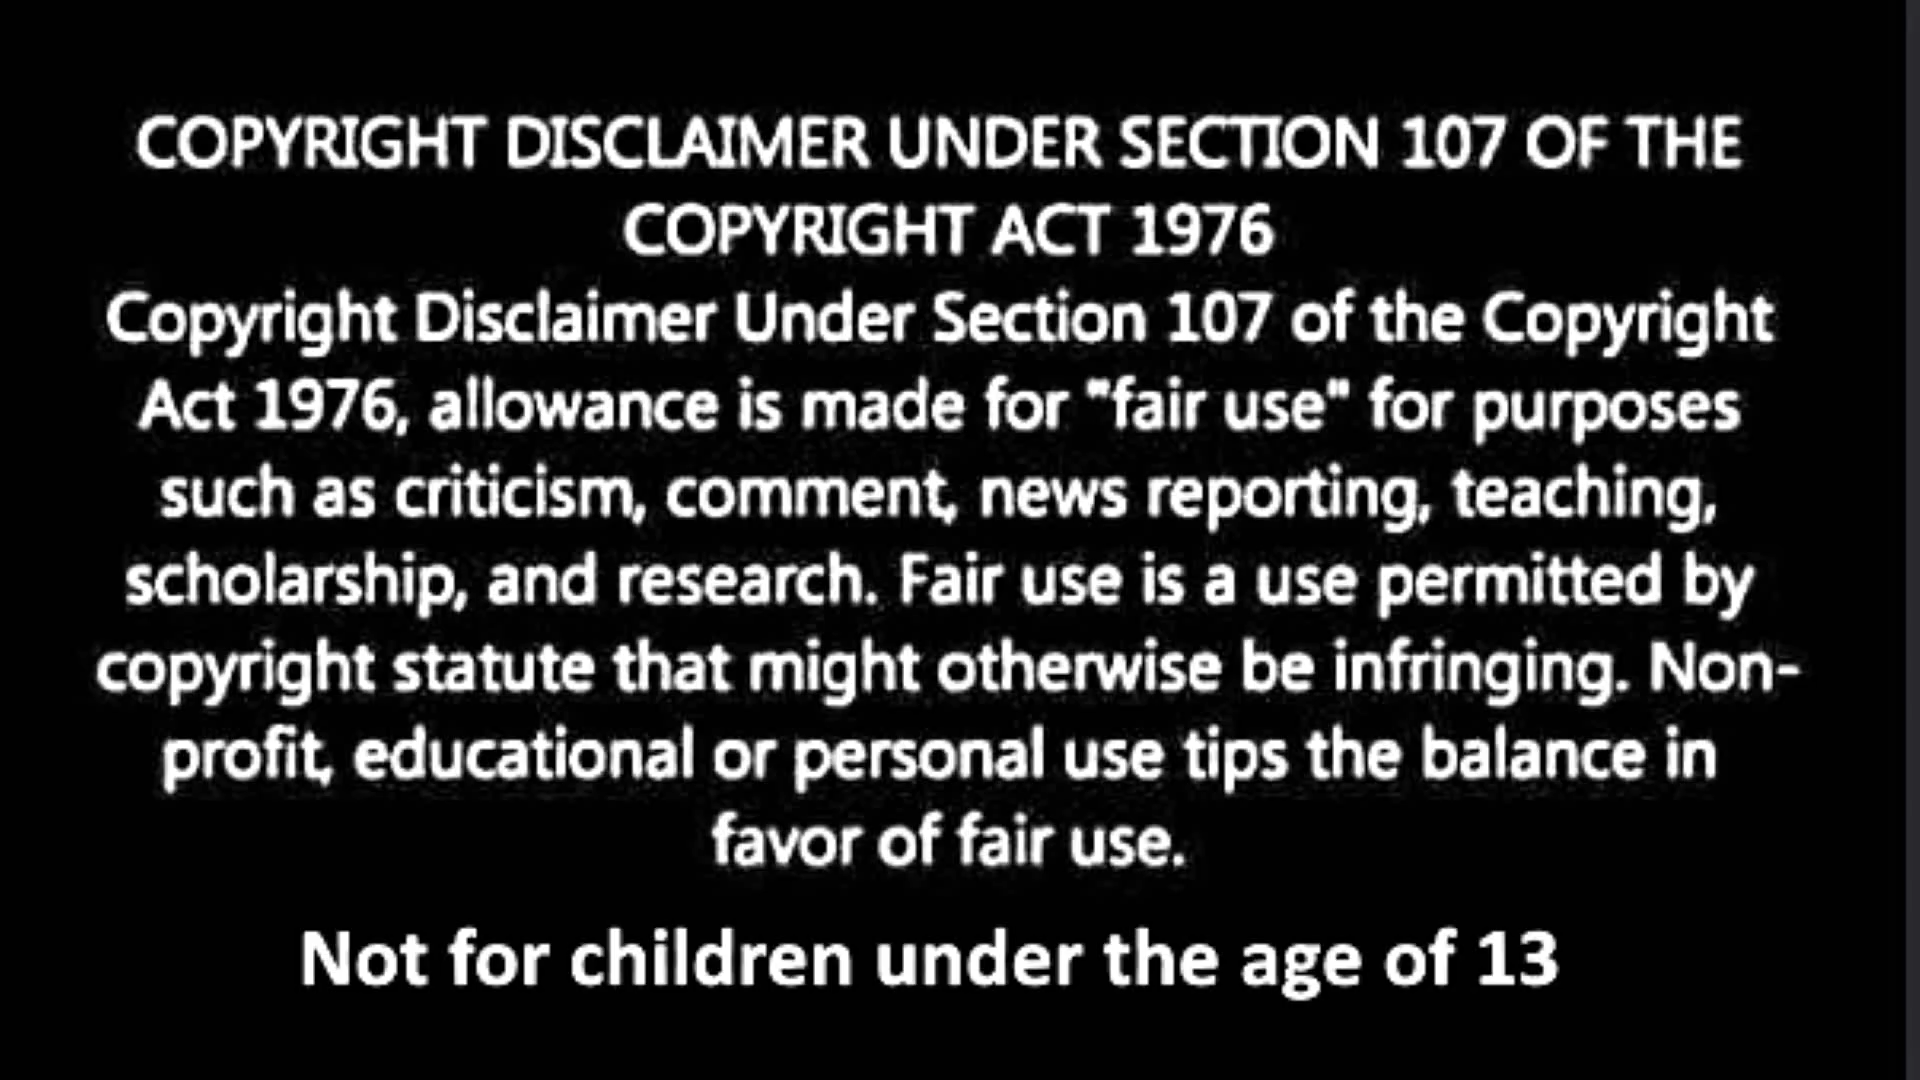 COPYRIGHT DISCLAIMER UNDER SECTION 107 OF THE
COPYRIGHT ACT 1976
Copyright Disclaimer Under Section 107 of the Copyright
Act 1976, allowance is made for "fair use" for purposes
such as criticism, comment, news reporting, teaching,
scholarship, and research. Fair use is a use permitted by
copyright statute that might otherwise be infringing. Non-
profit, educational or personal use tips the balance in
favor of fair use.
Not for children under the age of 13